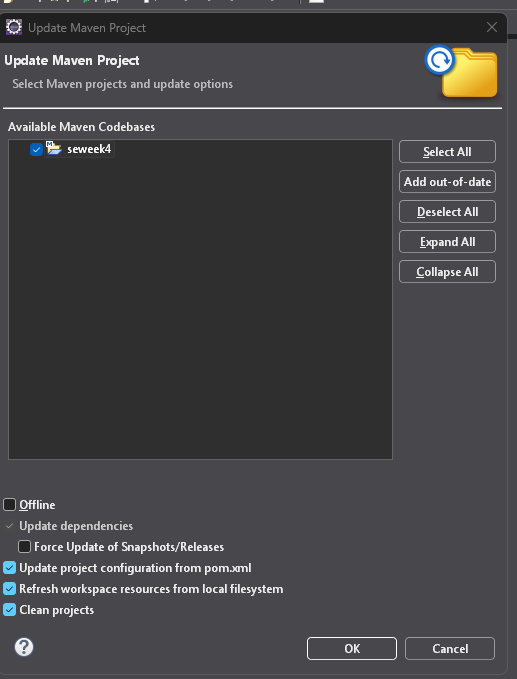 Update Maven Project
Update Maven Project
Select Maven projects and update options
Available Maven Codebases
seweek4
Select All
Add out-of-date
Deselect All
Expand All
Collapse All
Offline
Update dependencies
Force Update of Snapshots/Releases
Update project configuration from pom.xml
Refresh workspace resources from local filesystem
Clean projects
OK
Cancel